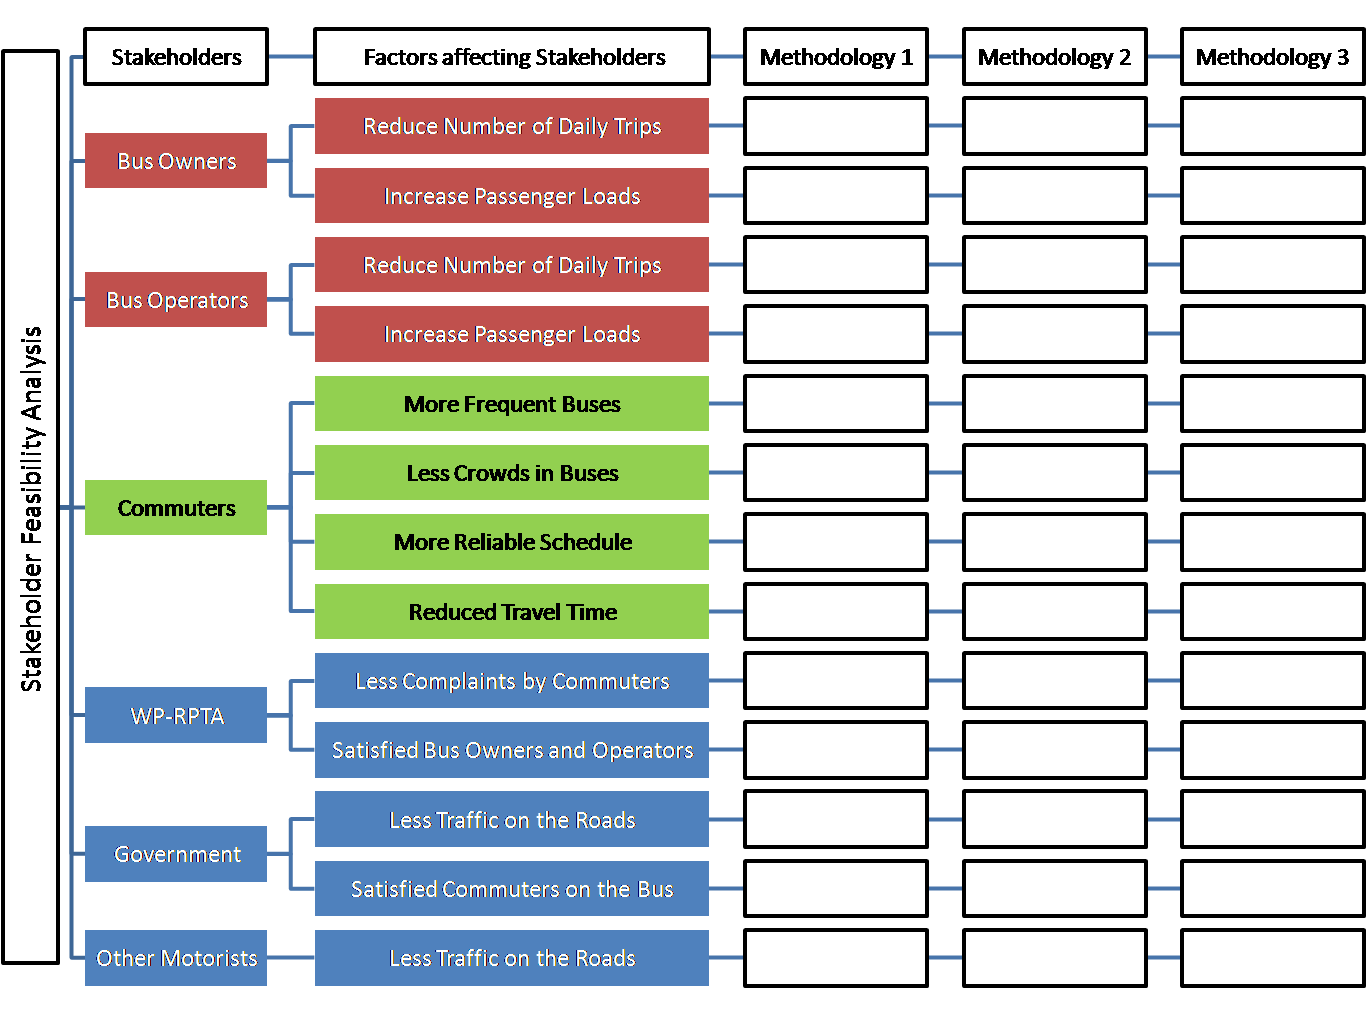 Stakeholder Feasibility Analysis
Stakeholders
Factors affecting Stakeholders
Methodology 1
Methodology 2
Methodology 3
Bus Owners
Reduce Number of Daily Trips
Increase Passenger Loads
Bus Operators
Reduce Number of Daily Trips
Increase Passenger Loads
Commuters
More Frequent Buses
Less Crowds in Buses
More Reliable Schedule
Reduced Travel Time
WP-RPTA
Less Complaints by Commuters
Satisfied Bus Owners and Operators
Government
Less Traffic on the Roads
Satisfied Commuters on the Bus
Other Motorists
Less Traffic on the Roads